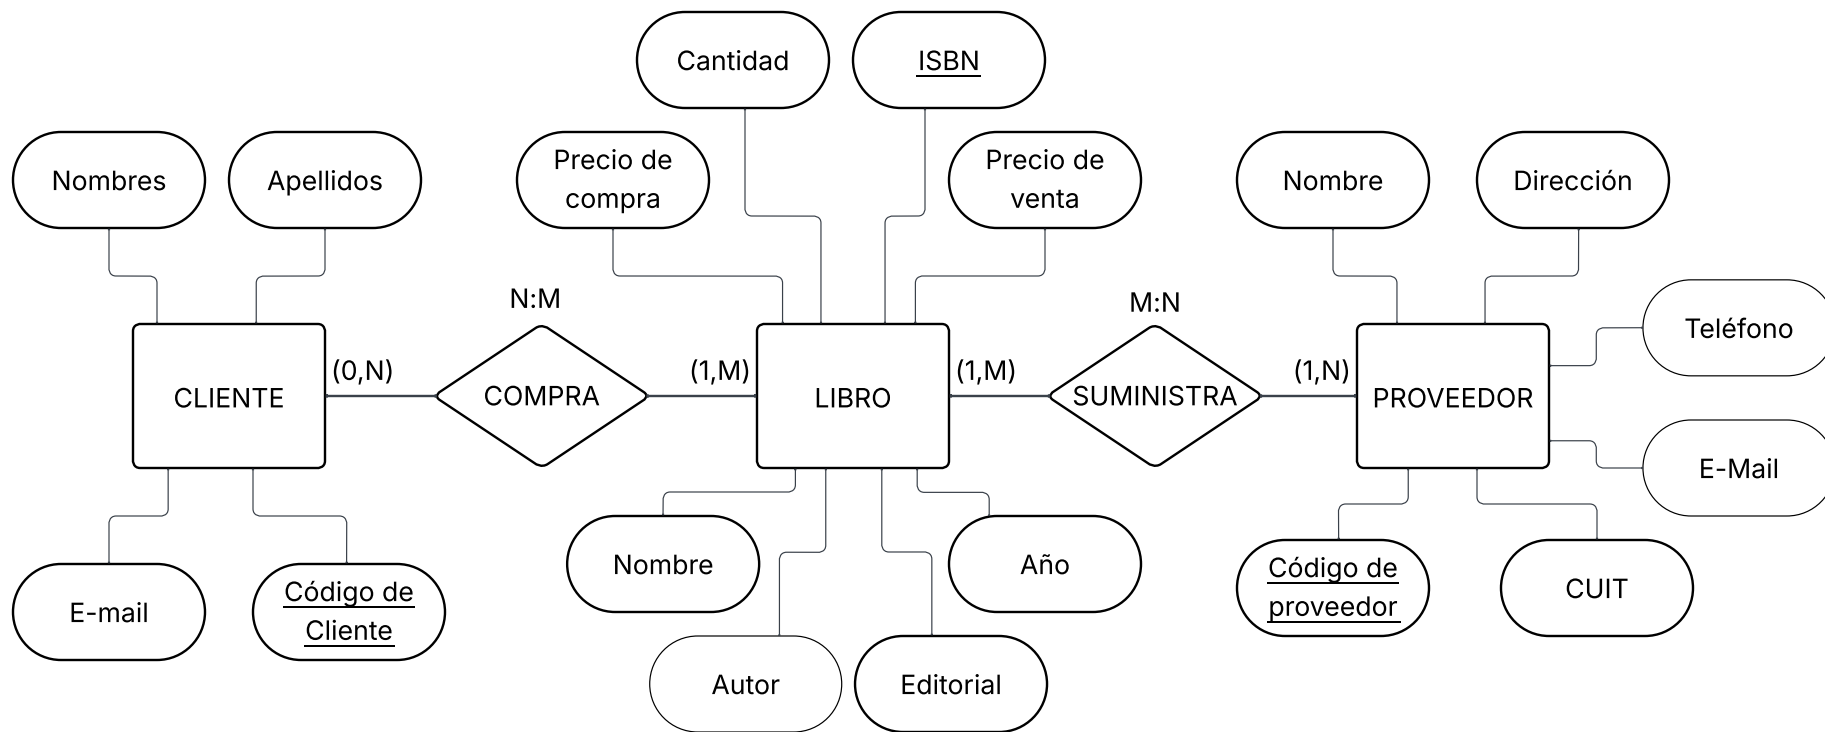 Cantidad
ISBN
Nombres
Apellidos
Precio de
compra
Precio de
venta
Nombre
Dirección
N:M
M:N
Teléfono
(0,N)
(1,M)
(1,M)
(1,N)
CLIENTE
COMPRA
LIBRO
SUMINISTRA
PROVEEDOR
E-Mail
Nombre
Año
E-mail
Código de
Cliente
Código de
proveedor
CUIT
Autor
Editorial